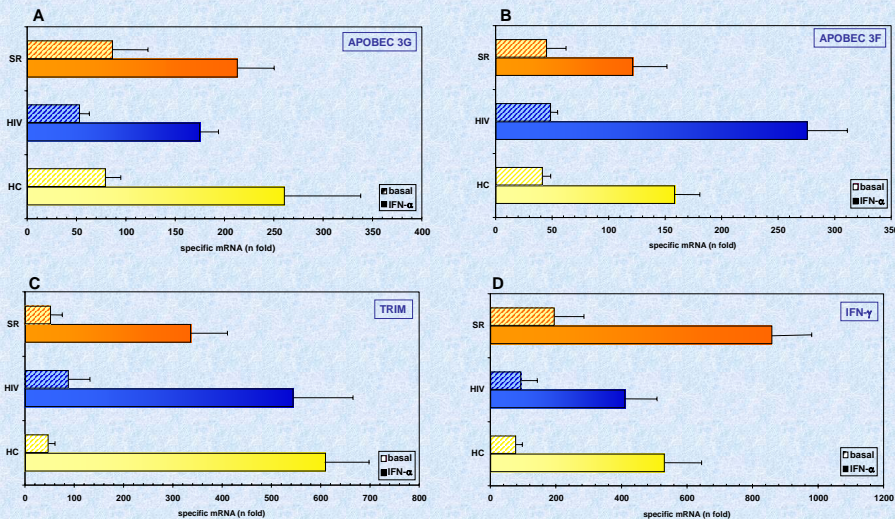 A
APOBEC 3G
SR
HIV
HC
basal
IFN-α
0 50 100 150 200 250 300 350 400
specific mRNA (n fold)
B
APOBEC 3F
SR
HIV
HC
basal
IFN-α
0 50 100 150 200 250 300 350
specific mRNA (n fold)
C
TRIM
SR
HIV
HC
basal
IFN-α
0 100 200 300 400 500 600 700 800
specific mRNA (n fold)
D
IFN-γ
SR
HIV
HC
basal
IFN-α
0 200 400 600 800 1000 1200
specific mRNA (n fold)